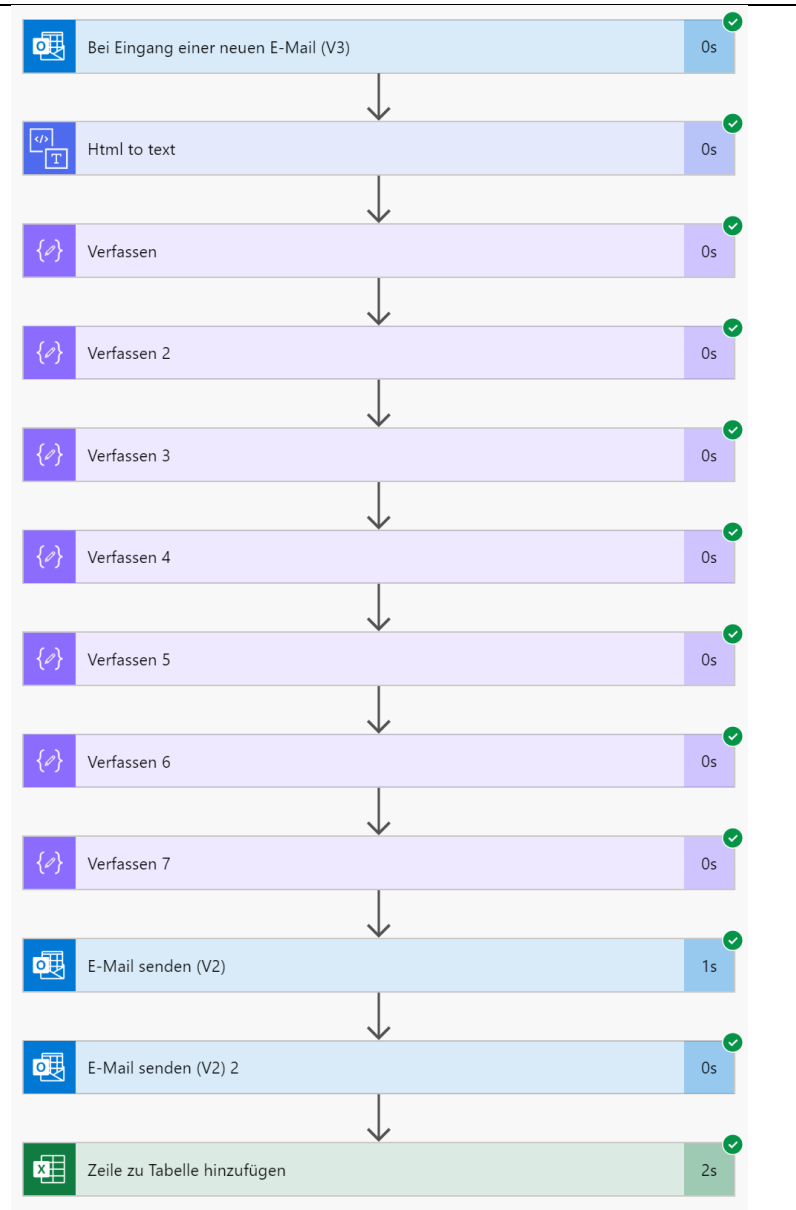 Bei Eingang einer neuen E-Mail (V3) 0s
Html to text 0s
Verfassen 0s
Verfassen 2 0s
Verfassen 3 0s
Verfassen 4 0s
Verfassen 5 0s
Verfassen 6 0s
Verfassen 7 0s
E-Mail senden (V2) 1s
E-Mail senden (V2) 2 0s
Zeile zu Tabelle hinzufügen 2s